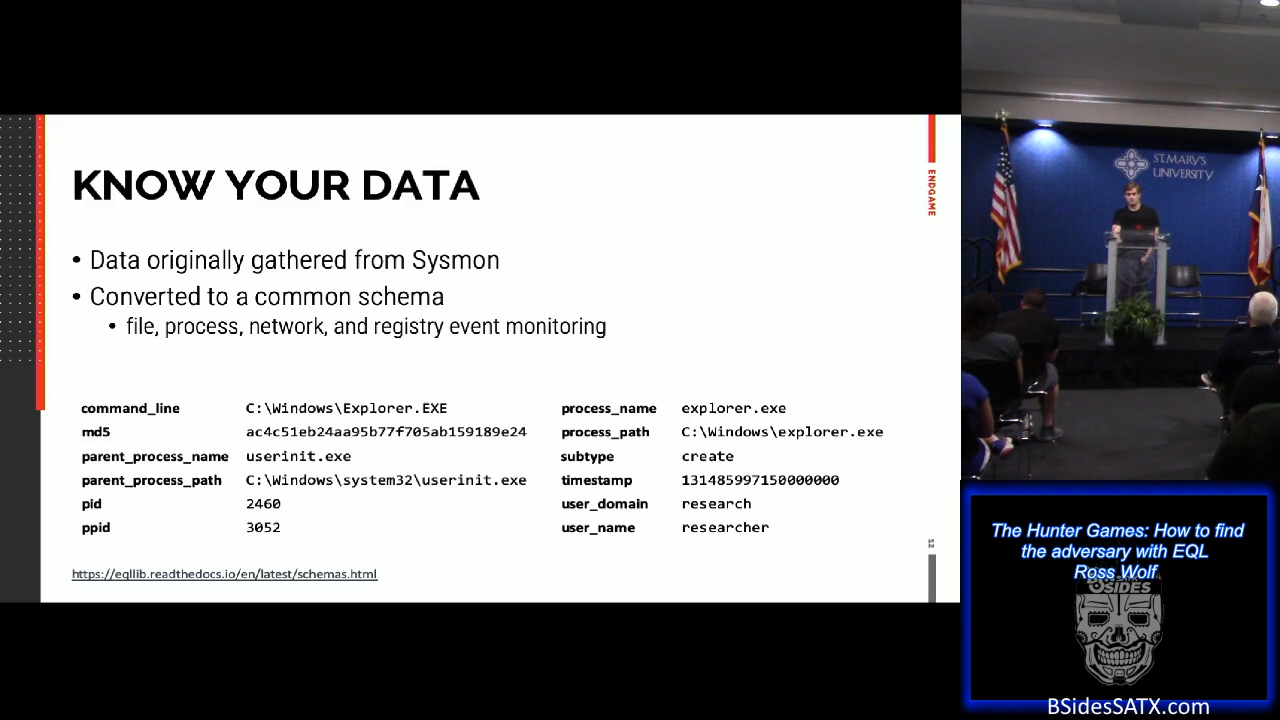 KNOW YOUR DATA
• Data originally gathered from Sysmon
• Converted to a common schema
• file, process, network, and registry event monitoring
command_line C:\Windows\Explorer.EXE
md5 ac4c51eb24aa95b77f705ab159189e24
parent_process_name userinit.exe
parent_process_path C:\Windows\system32\userinit.exe
pid 2460
ppid 3052
process_name explorer.exe
process_path C:\Windows\explorer.exe
subtype create
timestamp 131485997150000000
user_domain research
user_name researcher
https://eqllib.readthedocs.io/en/latest/schemas.html
ENDGAME
12
ST. MARY'S
UNIVERSITY
The Hunter Games: How to find
the adversary with EQL
Ross Wolf
BSIDES
BSidesSATX.com